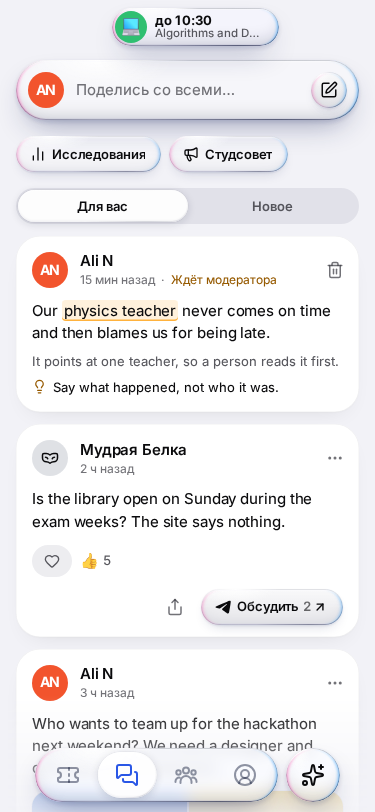 до 10:30
Algorithms and D...
AN
Поделись со всеми...
Исследования
Студсовет
Для вас
Новое
AN
Ali N
15 мин назад · Ждёт модератора
Our physics teacher never comes on time
and then blames us for being late.
It points at one teacher, so a person reads it first.
Say what happened, not who it was.
Мудрая Белка
2 ч назад
Is the library open on Sunday during the
exam weeks? The site says nothing.
👍 5
Обсудить 2
AN
Ali N
3 ч назад
Who wants to team up for the hackathon
next weekend? We need a designer and